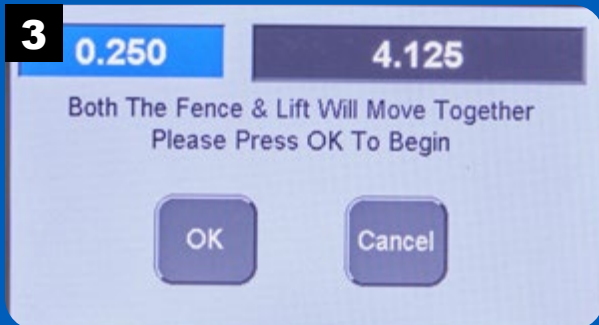 3
0.250 4.125
Both The Fence & Lift Will Move Together
Please Press OK To Begin
OK Cancel